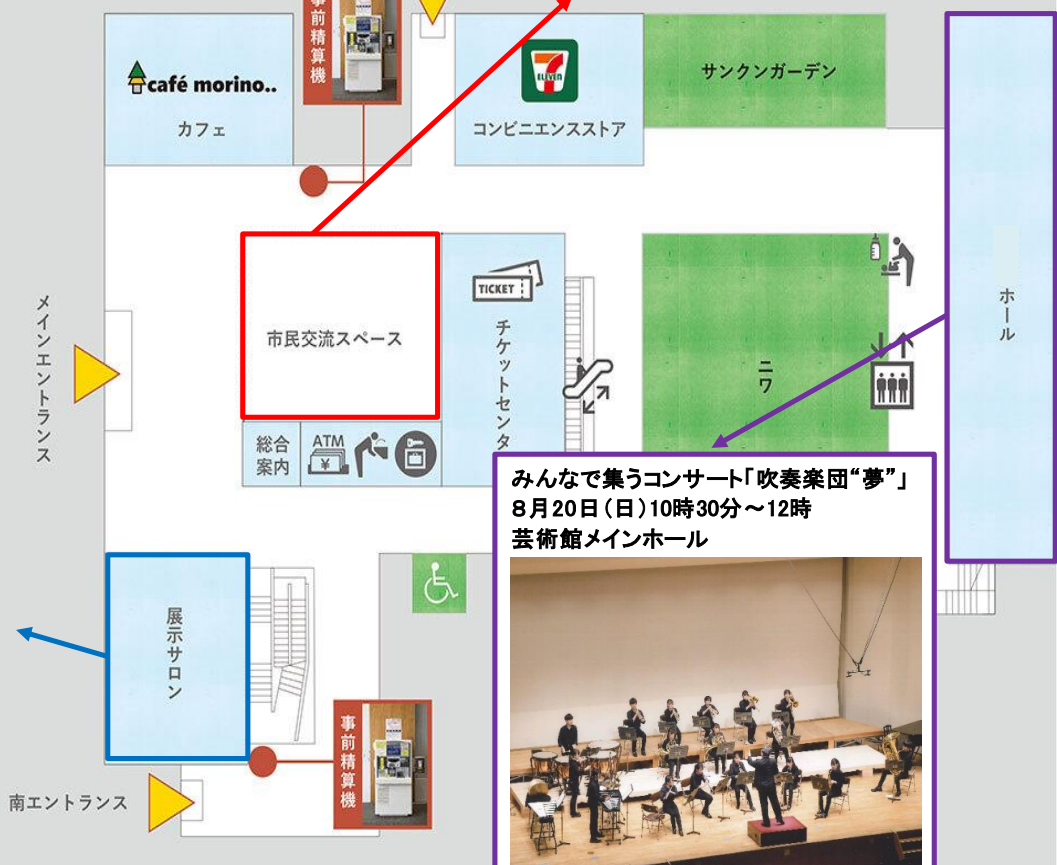 事前精算機
café morino..
カフェ
ELEVEN
コンビニエンスストア
サンクンガーデン
ホール
メインエントランス
市民交流スペース
TICKET
チケットセンタ
ニワ
総合
案内
ATM
¥
みんなで集うコンサート「吹奏楽団“夢”」
8月20日(日)10時30分～12時
芸術館メインホール
展示サロン
事前精算機
南エントランス